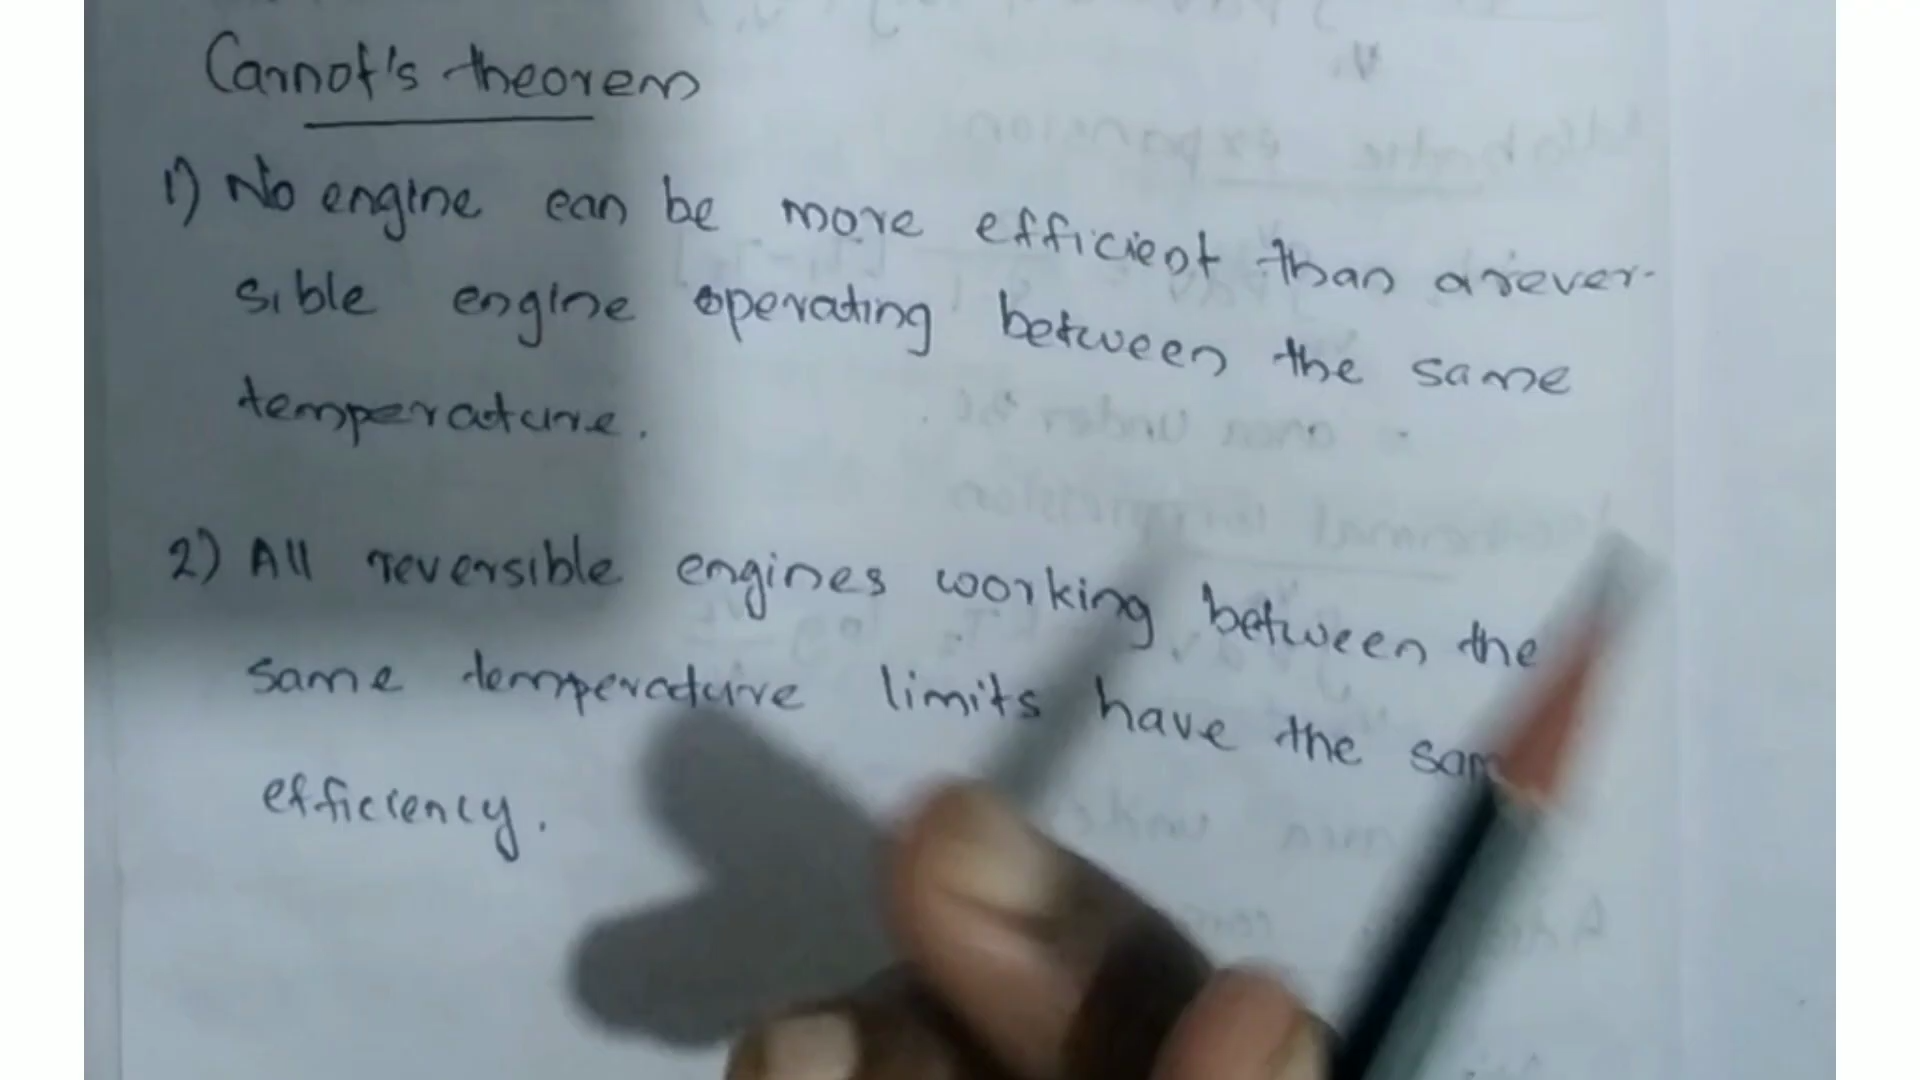 Carnot's theorem
1) No engine can be more efficient than a rever-
sible engine operating between the same
temperature.
2) All reversible engines working between the
same temperature limits have the sam
efficiency.